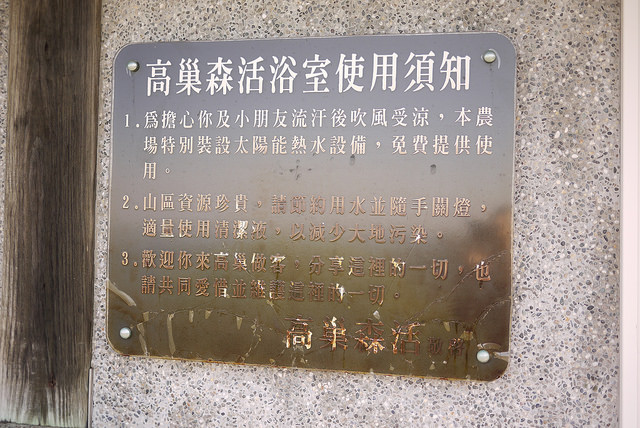 高巢森活浴室使用須知
1.為擔心你及小朋友流汗後吹風受涼，本農
場特別裝設太陽能熱水設備，免費提供使
用。
2.山區資源珍貴，請節約用水並隨手關燈，
適量使用清潔液，以減少大地污染。
3.歡迎你來高巢做客，分享這裡的一切，也
請共同愛惜並維護這裡的一切。
高巢森活